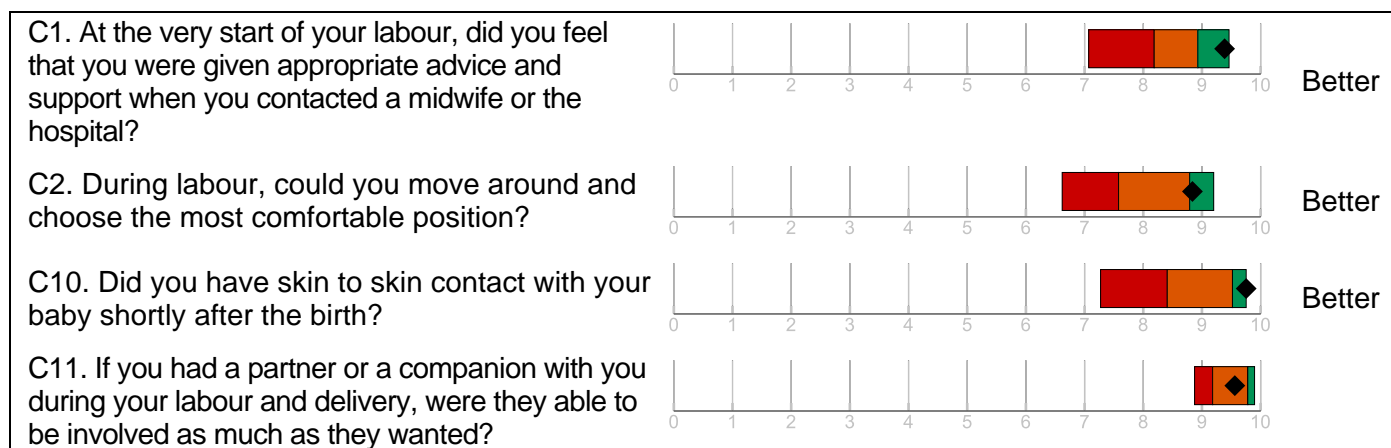 C1. At the very start of your labour, did you feel
that you were given appropriate advice and
support when you contacted a midwife or the
hospital?
0 1 2 3 4 5 6 7 8 9 10
Better
C2. During labour, could you move around and
choose the most comfortable position?
0 1 2 3 4 5 6 7 8 9 10
Better
C10. Did you have skin to skin contact with your
baby shortly after the birth?
0 1 2 3 4 5 6 7 8 9 10
Better
C11. If you had a partner or a companion with you
during your labour and delivery, were they able to
be involved as much as they wanted?
0 1 2 3 4 5 6 7 8 9 10